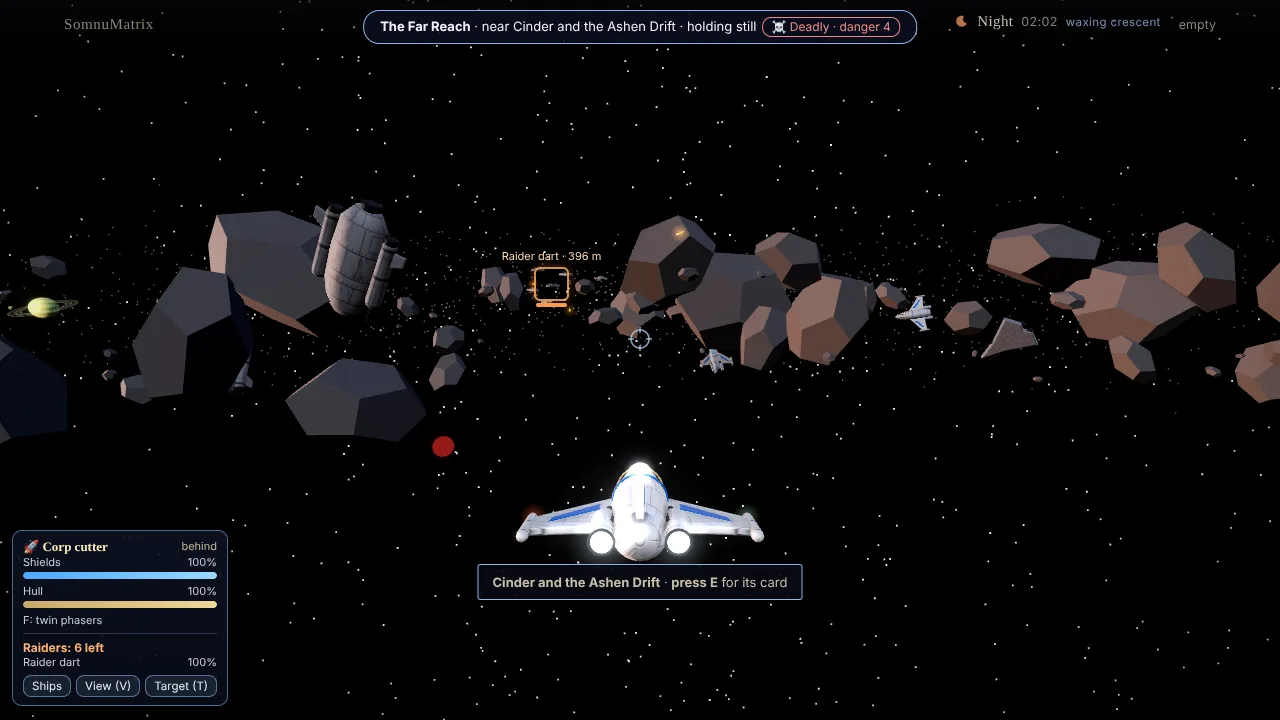 SomnuMatrix
The Far Reach · near Cinder and the Ashen Drift · holding still ☠️ Deadly · danger 4
Night 02:02 waxing crescent empty
Raider dart · 396 m
Cinder and the Ashen Drift · press E for its card
🚀 Corp cutter behind
Shields 100%
Hull 100%
F: twin phasers
Raiders: 6 left
Raider dart 100%
Ships View (V) Target (T)